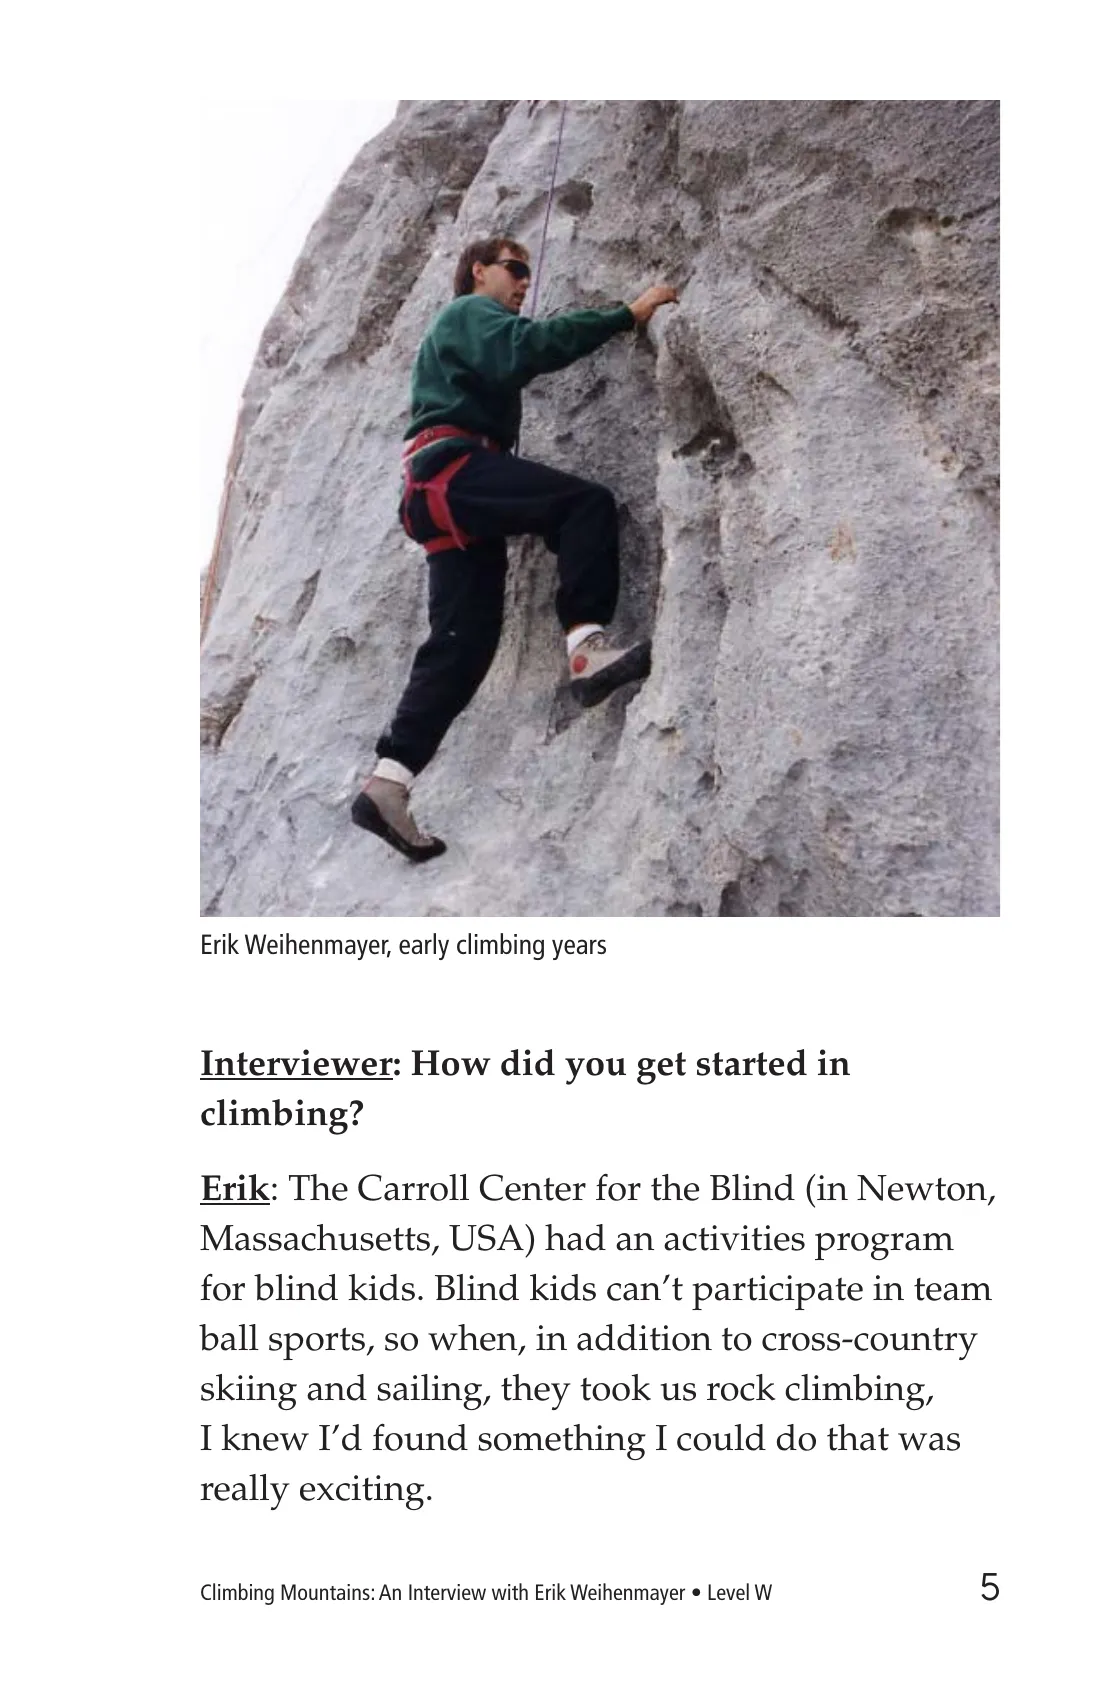 Erik Weihenmayer, early climbing years
Interviewer: How did you get started in
climbing?
Erik: The Carroll Center for the Blind (in Newton,
Massachusetts, USA) had an activities program
for blind kids. Blind kids can’t participate in team
ball sports, so when, in addition to cross-country
skiing and sailing, they took us rock climbing,
I knew I’d found something I could do that was
really exciting.
Climbing Mountains: An Interview with Erik Weihenmayer • Level W 5